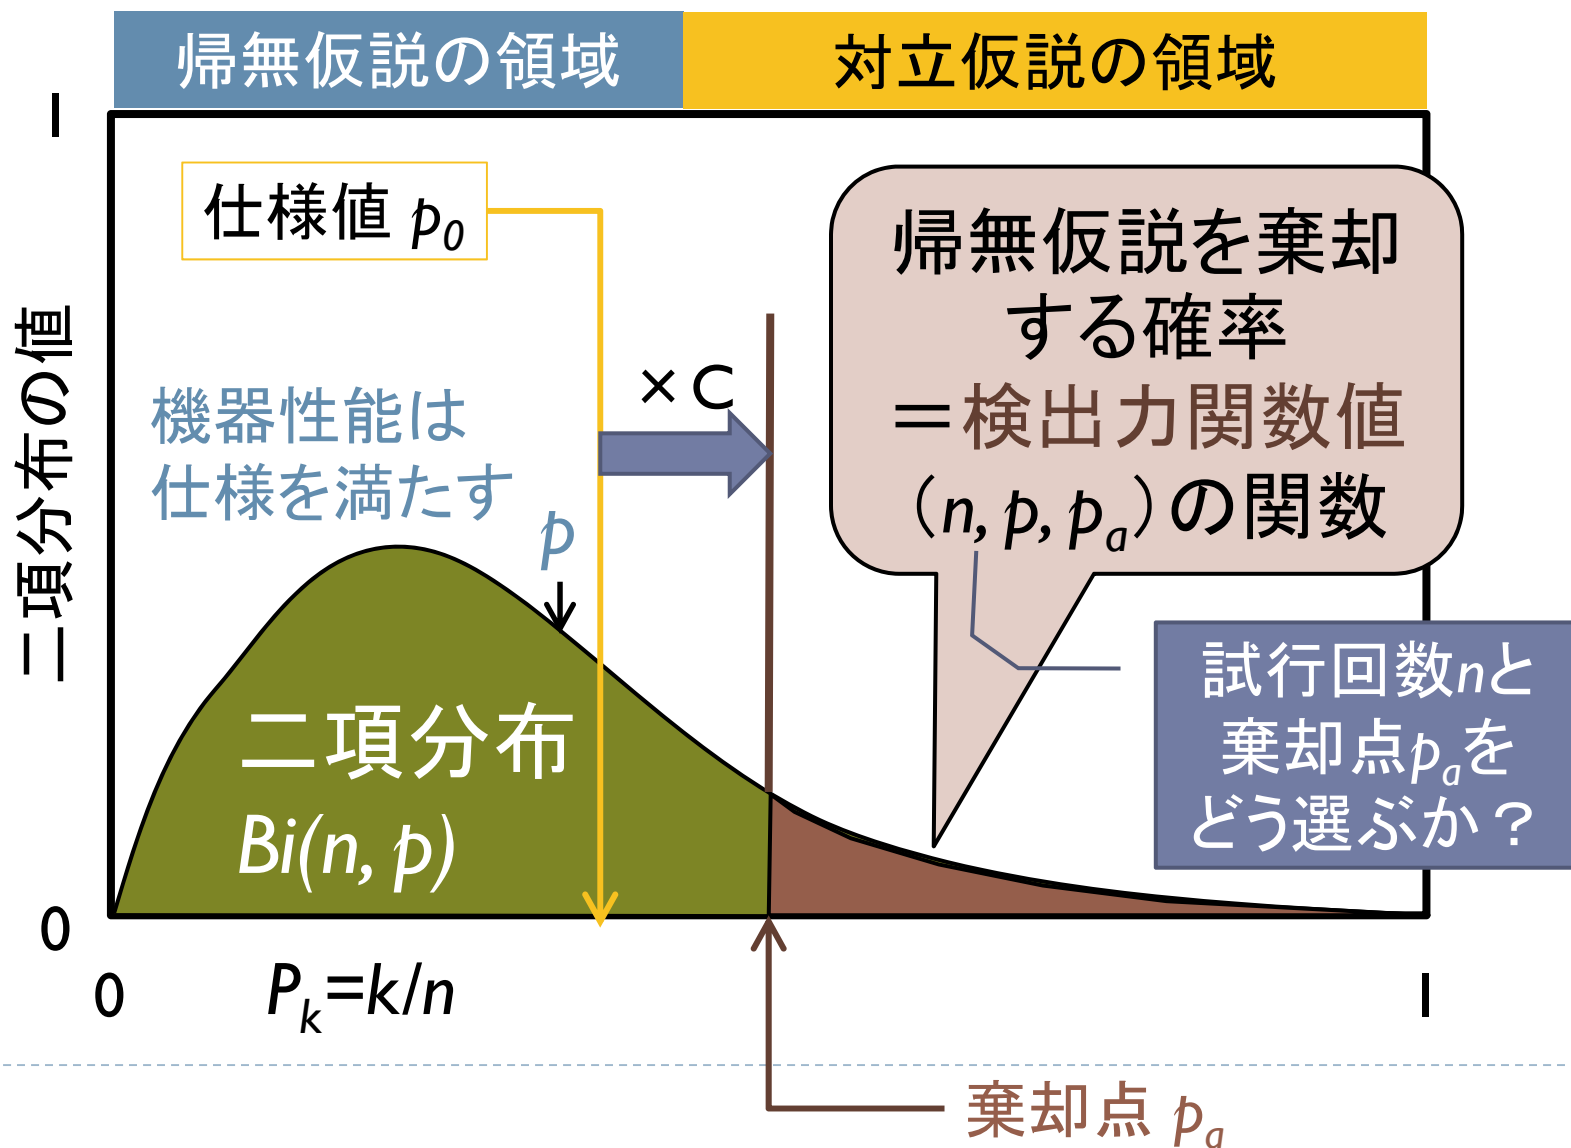 帰無仮説の領域
対立仮説の領域
1
仕様値 p0
×C
帰無仮説を棄却
する確率
＝検出力関数値
（n, p, pa）の関数
二項分布の値
機器性能は
仕様を満たす
p
試行回数nと
棄却点paを
どう選ぶか？
二項分布
Bi(n, p)
0
0
Pk=k/n
1
棄却点 pa